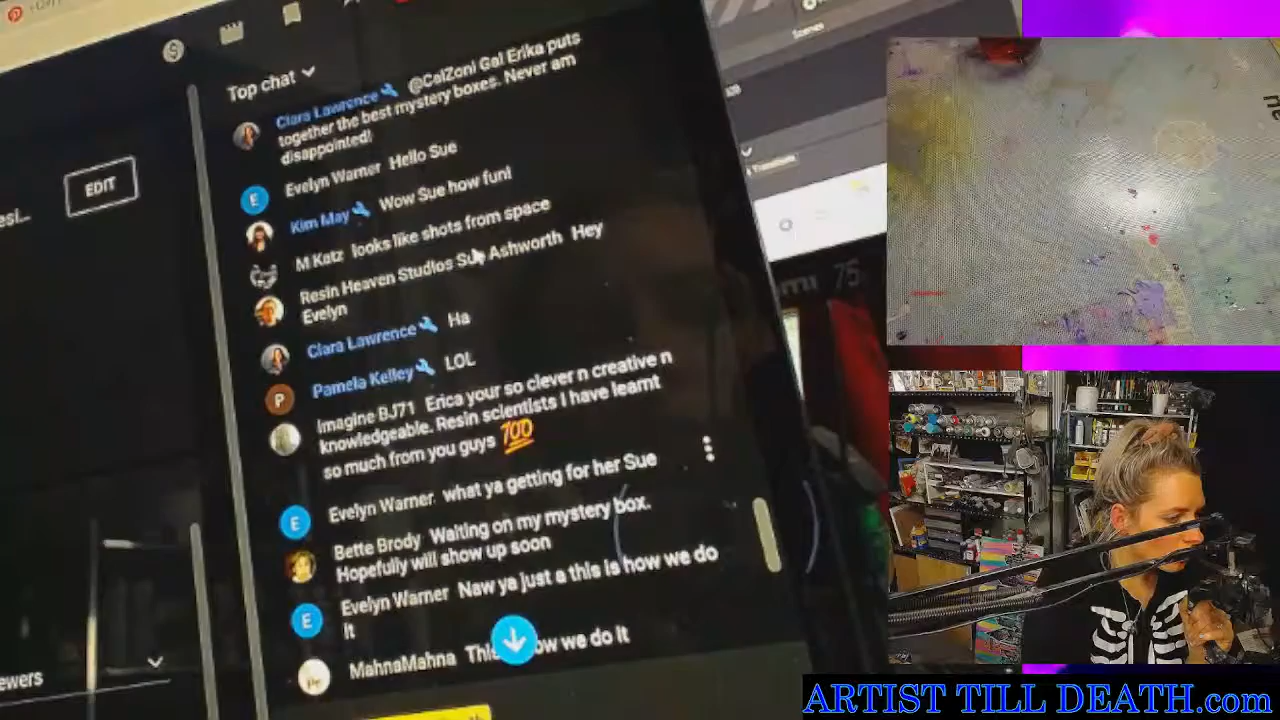 Scenes
Top chat
Clara Lawrence @CalZoni Gal Erika puts
together the best mystery boxes. Never am
disappointed!
EDIT
Evelyn Warner Hello Sue
Kim May Wow Sue how fun!
M Katz looks like shots from space
Resin Heaven Studios Sue Ashworth Hey
Evelyn
Clara Lawrence Ha
Pamela Kelley LOL
Imagine BJ71 Erica your so clever n creative n
knowledgeable. Resin scientists I have learnt
so much from you guys 100
Evelyn Warner what ya getting for her Sue
Bette Brody Waiting on my mystery box.
Hopefully will show up soon
Evelyn Warner Naw ya just a this is how we do
it
MahnaMahna This how we do it
75
ARTIST TILL DEATH.com